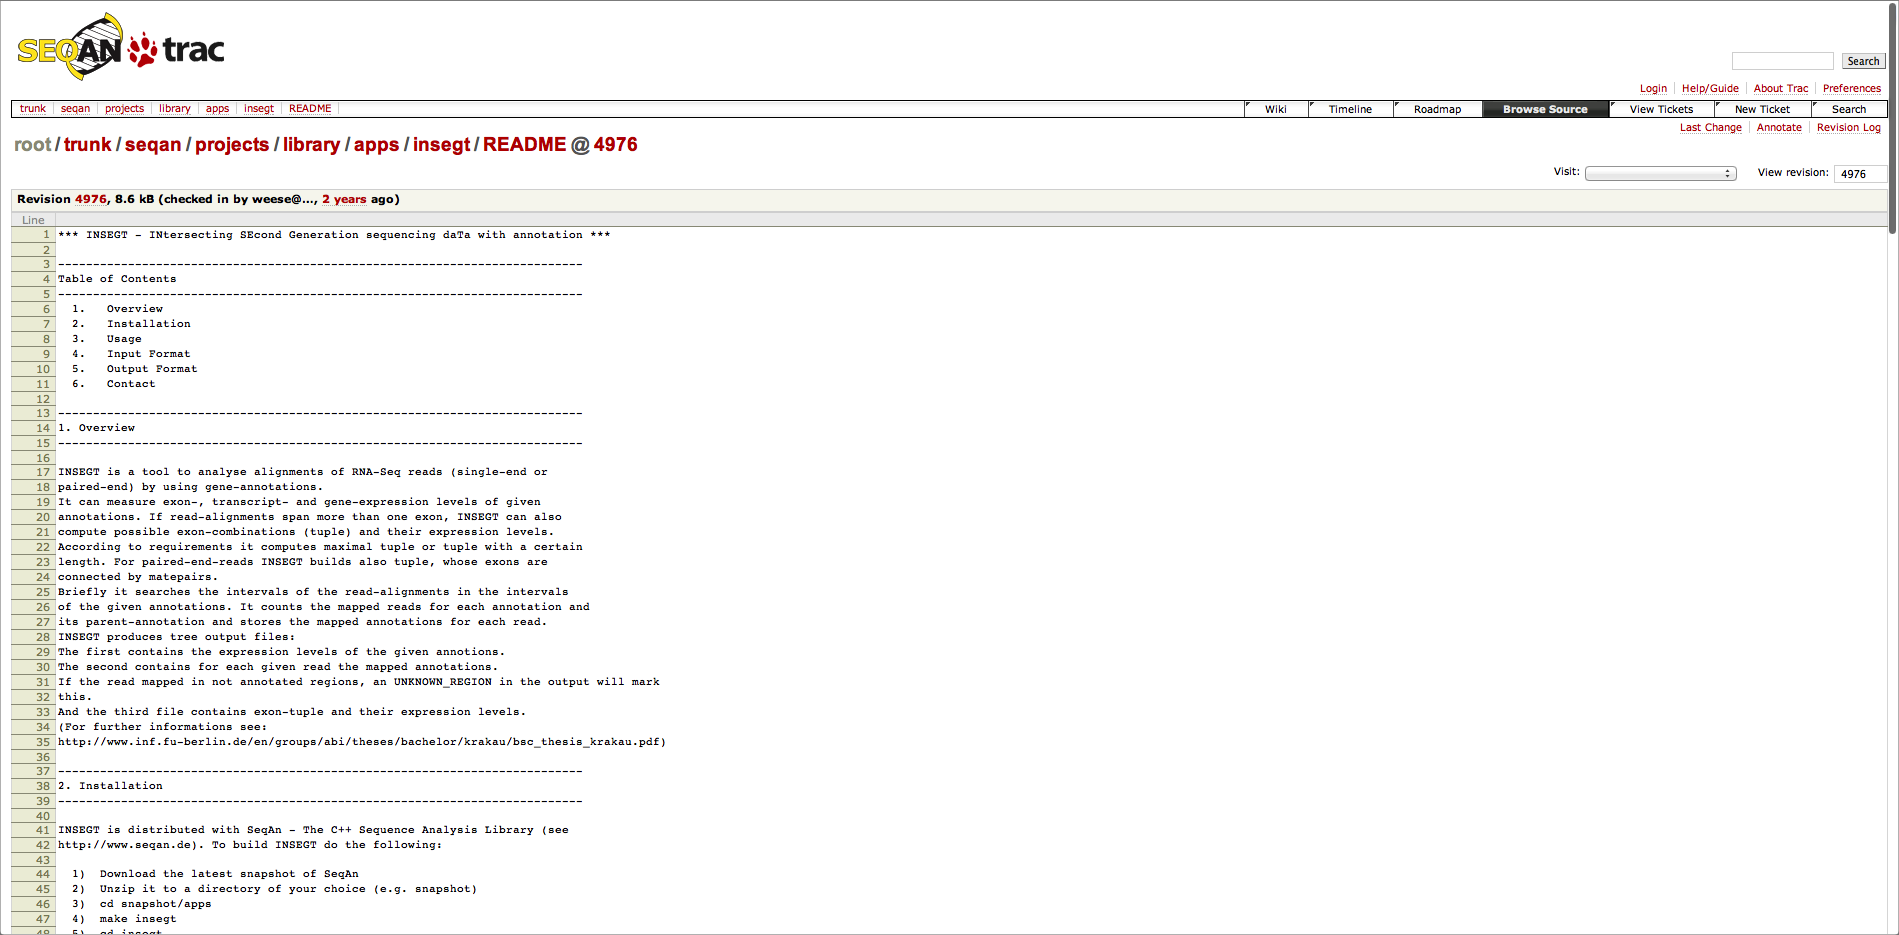 SEQAN trac
Search
Login Help/Guide About Trac Preferences
trunk seqan projects library apps insegt README Wiki Timeline Roadmap Browse Source View Tickets New Ticket Search
Last Change Annotate Revision Log
root / trunk / seqan / projects / library / apps / insegt / README @ 4976
Visit: View revision: 4976
Revision 4976, 8.6 kB (checked in by weese@..., 2 years ago)
Line
1 *** INSEGT - INtersecting SEcond Generation sequencing daTa with annotation ***
2
3 ---------------------------------------------------------------------------
4 Table of Contents
5 ---------------------------------------------------------------------------
6 1. Overview
7 2. Installation
8 3. Usage
9 4. Input Format
10 5. Output Format
11 6. Contact
12
13 ---------------------------------------------------------------------------
14 1. Overview
15 ---------------------------------------------------------------------------
16
17 INSEGT is a tool to analyse alignments of RNA-Seq reads (single-end or
18 paired-end) by using gene-annotations.
19 It can measure exon-, transcript- and gene-expression levels of given
20 annotations. If read-alignments span more than one exon, INSEGT can also
21 compute possible exon-combinations (tuple) and their expression levels.
22 According to requirements it computes maximal tuple or tuple with a certain
23 length. For paired-end-reads INSEGT builds also tuple, whose exons are
24 connected by matepairs.
25 Briefly it searches the intervals of the read-alignments in the intervals
26 of the given annotations. It counts the mapped reads for each annotation and
27 its parent-annotation and stores the mapped annotations for each read.
28 INSEGT produces tree output files:
29 The first contains the expression levels of the given annotions.
30 The second contains for each given read the mapped annotations.
31 If the read mapped in not annotated regions, an UNKNOWN_REGION in the output will mark
32 this.
33 And the third file contains exon-tuple and their expression levels.
34 (For further informations see:
35 http://www.inf.fu-berlin.de/en/groups/abi/theses/bachelor/krakau/bsc_thesis_krakau.pdf)
36
37 ---------------------------------------------------------------------------
38 2. Installation
39 ---------------------------------------------------------------------------
40
41 INSEGT is distributed with SeqAn - The C++ Sequence Analysis Library (see
42 http://www.seqan.de). To build INSEGT do the following:
43
44 1) Download the latest snapshot of SeqAn
45 2) Unzip it to a directory of your choice (e.g. snapshot)
46 3) cd snapshot/apps
47 4) make insegt
48 5) cd insegt